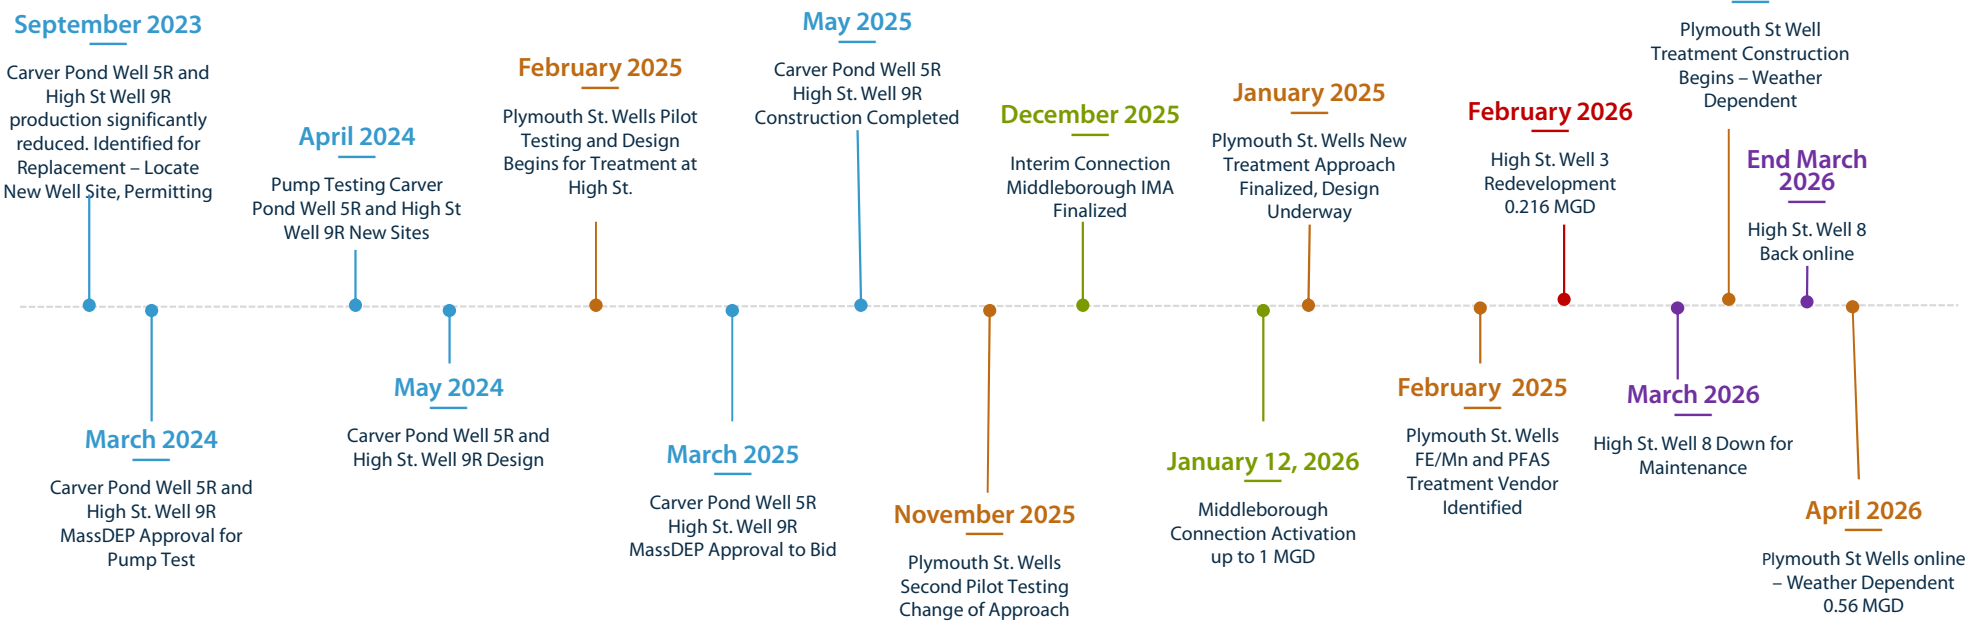 September 2023
Carver Pond Well 5R and
High St Well 9R
production significantly
reduced. Identified for
Replacement – Locate
New Well Site, Permitting
March 2024
Carver Pond Well 5R and
High St. Well 9R
MassDEP Approval for
Pump Test
April 2024
Pump Testing Carver
Pond Well 5R and High St
Well 9R New Sites
May 2024
Carver Pond Well 5R and
High St. Well 9R Design
February 2025
Plymouth St. Wells Pilot
Testing and Design
Begins for Treatment at
High St.
March 2025
Carver Pond Well 5R
High St. Well 9R
MassDEP Approval to Bid
May 2025
Carver Pond Well 5R
High St. Well 9R
Construction Completed
November 2025
Plymouth St. Wells
Second Pilot Testing
Change of Approach
December 2025
Interim Connection
Middleborough IMA
Finalized
January 12, 2026
Middleborough
Connection Activation
up to 1 MGD
January 2025
Plymouth St. Wells New
Treatment Approach
Finalized, Design
Underway
February 2025
Plymouth St. Wells
FE/Mn and PFAS
Treatment Vendor
Identified
February 2026
High St. Well 3
Redevelopment
0.216 MGD
March 2026
High St. Well 8 Down for
Maintenance
Plymouth St Well
Treatment Construction
Begins – Weather
Dependent
End March
2026
High St. Well 8
Back online
April 2026
Plymouth St Wells online
– Weather Dependent
0.56 MGD